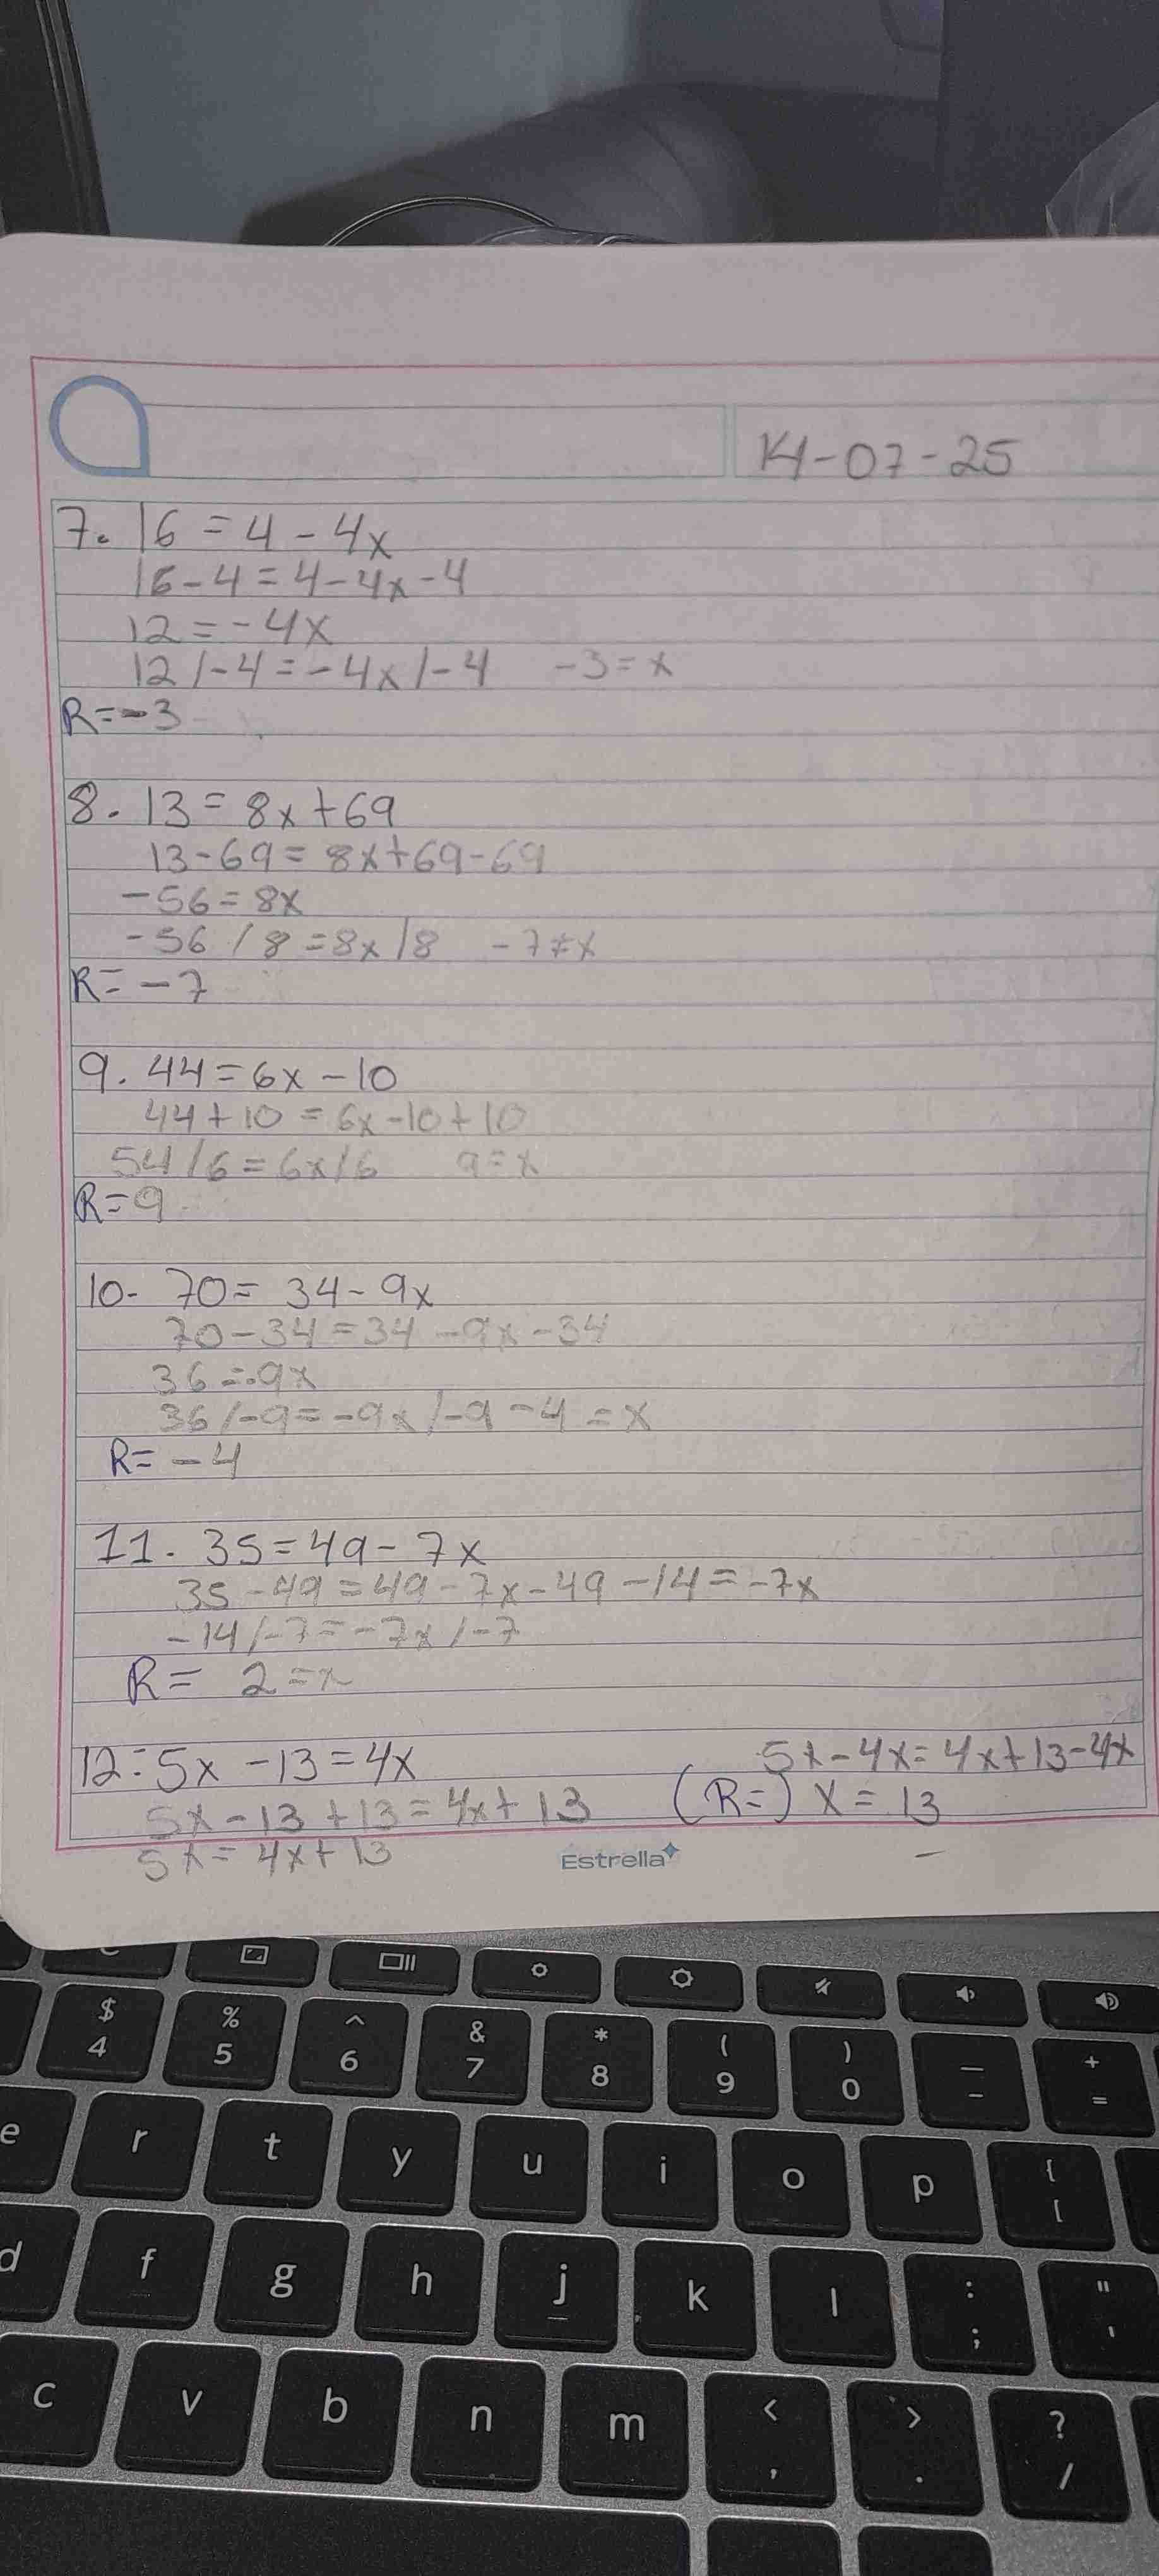 14-07-25
7. 16 = 4 - 4x
16-4=4-4x-4
12=-4x
12/-4=-4x/-4 -3=x
R=-3
8. 13= 8x+69
13-69=8x+69-69
-56=8x
-56/8=8x/8 -7=x
R=-7
9. 44=6x-10
44+10=6x-10+10
54/6=6x/6 9=x
R=9
10- 70= 34-9x
70-34=34-9x-34
36=-9x
36/-9=-9x/-9 -4=x
R=-4
11. 35=49-7x
35-49=49-7x-49 -14=-7x
-14/-7=-7x/-7
R= 2=x
12- 5x-13=4x
5x-13+13=4x+13
5x=4x+13
5x-4x=4x+13-4x
(R=) x=13
Estrella
$ % ^ & * ( ) _ +
4 5 6 7 8 9 0 - =
e r t y u i o p { [
d f g h j k l : ; " '
c v b n m < , > . ? /